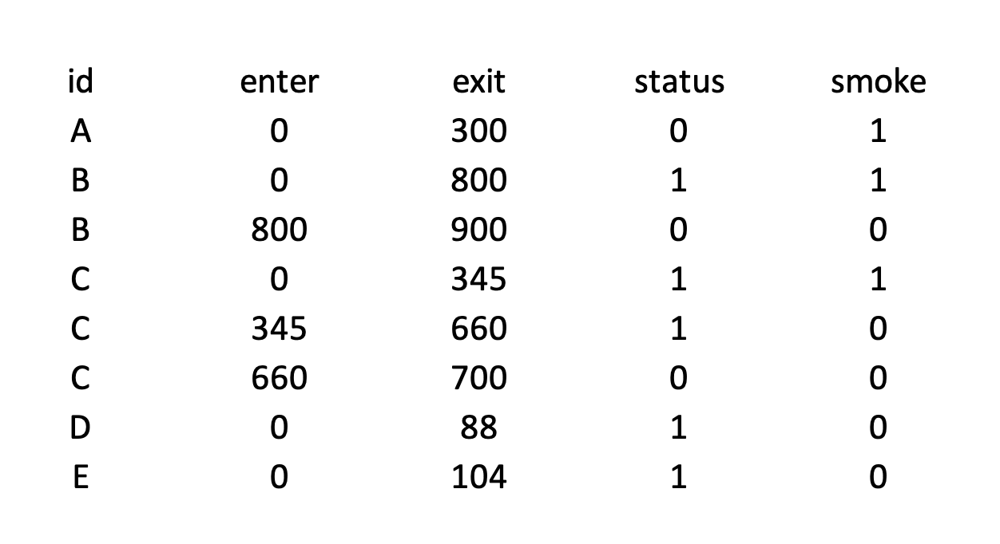 id enter exit status smoke
A 0 300 0 1
B 0 800 1 1
B 800 900 0 0
C 0 345 1 1
C 345 660 1 0
C 660 700 0 0
D 0 88 1 0
E 0 104 1 0